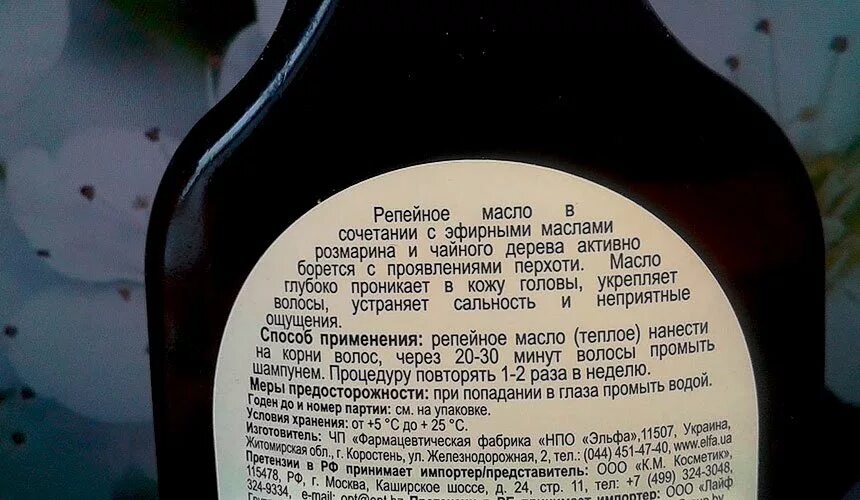 Репейное масло в
сочетании с эфирными маслами
розмарина и чайного дерева активно
борется с проявлениями перхоти. Масло
глубоко проникает в кожу головы, укрепляет
волосы, устраняет сальность и неприятные
ощущения.
Способ применения: репейное масло (теплое) нанести
на корни волос, через 20-30 минут волосы промыть
шампунем. Процедуру повторять 1-2 раза в неделю.
Меры предосторожности: при попадании в глаза промыть водой.
Годен до и номер партии: см. на упаковке.
Условия хранения: от +5 °С до + 25 °С.
Изготовитель: ЧП «Фармацевтическая фабрика «НПО «Эльфа»,11507, Украина,
Житомирская обл., г. Коростень, ул. Железнодорожная, 2, тел.: (044) 451-47-40, www.elfa.ua
Претензии в РФ принимает импортер/представитель: ООО «К.М. Косметик»,
115478, РФ, г. Москва, Каширское шоссе, д. 24, стр. 11, тел: +7 (499) 324-3048,
324-9334, e-mail: импортер: ООО «Лайф